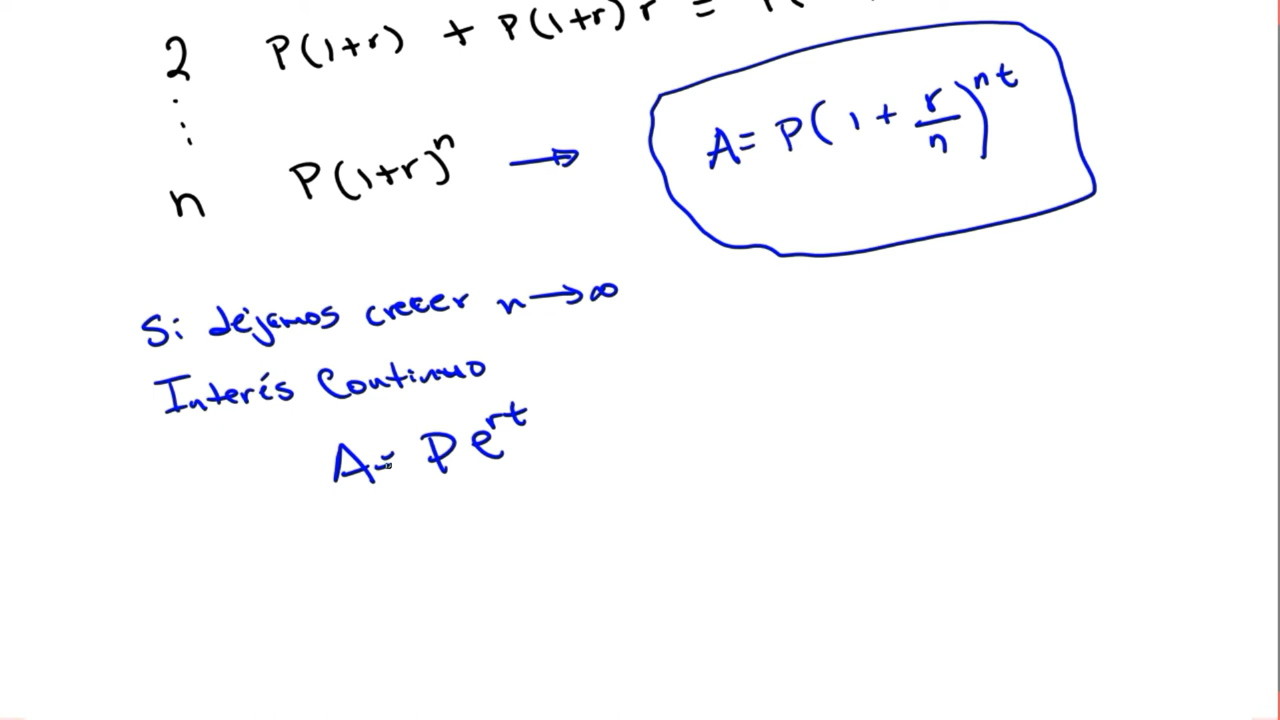 2 P(1+r) + P(1+r)r =
⋮
n P(1+r)^n → A= P(1 + r/n)^nt
Si dejamos crecer n→∞
Interés Continuo
A= Pe^rt